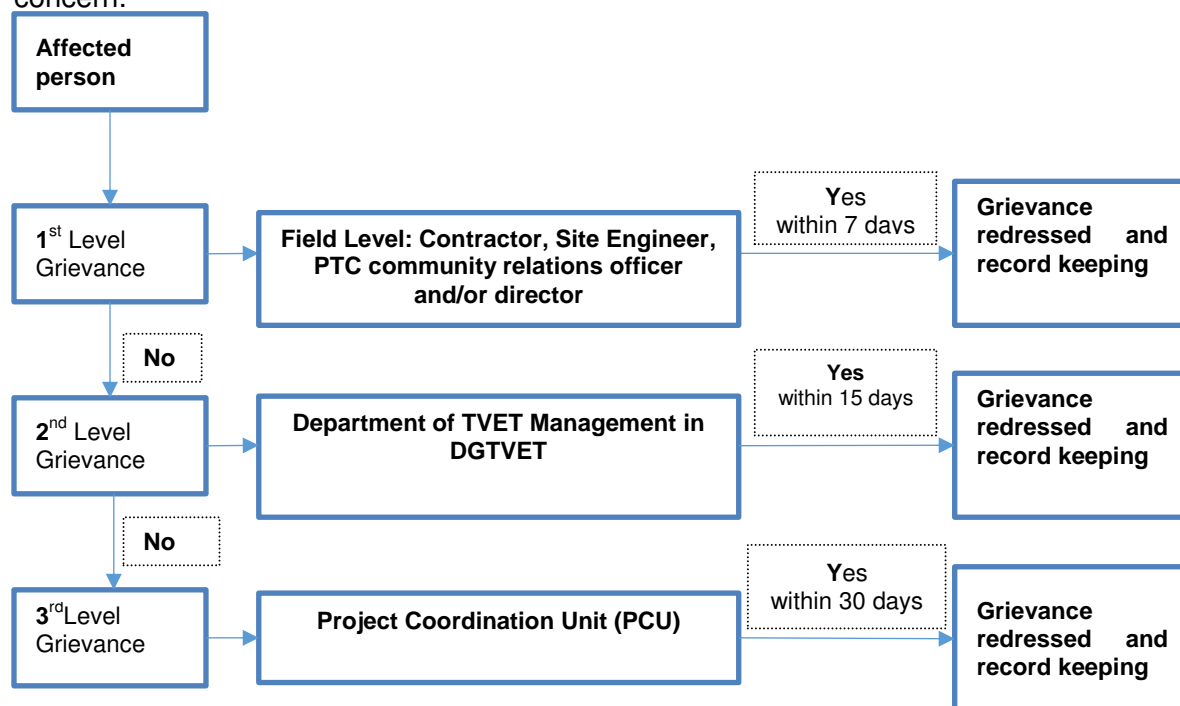 concern.
Affected
person
1st Level
Grievance
Field Level: Contractor, Site Engineer,
PTC community relations officer
and/or director
Yes
within 7 days
Grievance
redressed and
record keeping
No
2nd Level
Grievance
Department of TVET Management in
DGTVET
Yes
within 15 days
Grievance
redressed and
record keeping
No
3rdLevel
Grievance
Project Coordination Unit (PCU)
Yes
within 30 days
Grievance
redressed and
record keeping